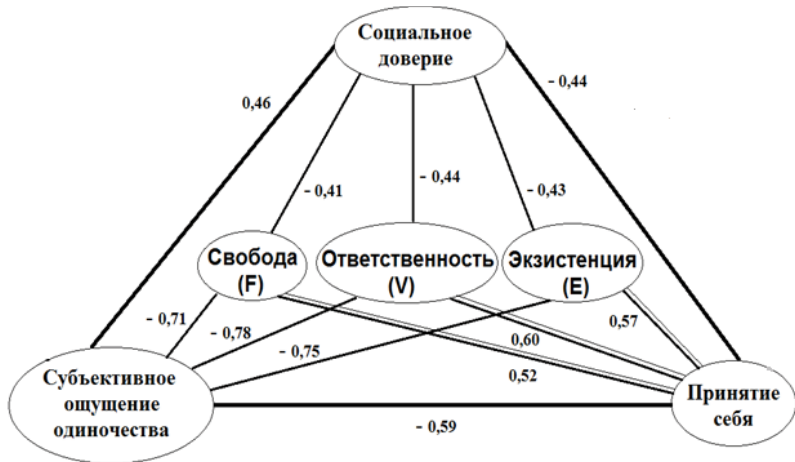 Социальное
доверие
0,46
- 0,44
- 0,41
- 0,44
- 0,43
Свобода
(F)
Ответственность
(V)
Экзистенция
(E)
- 0,71
- 0,78
- 0,75
0,60
0,57
0,52
Субъективное
ощущение
одиночества
Принятие
себя
- 0,59